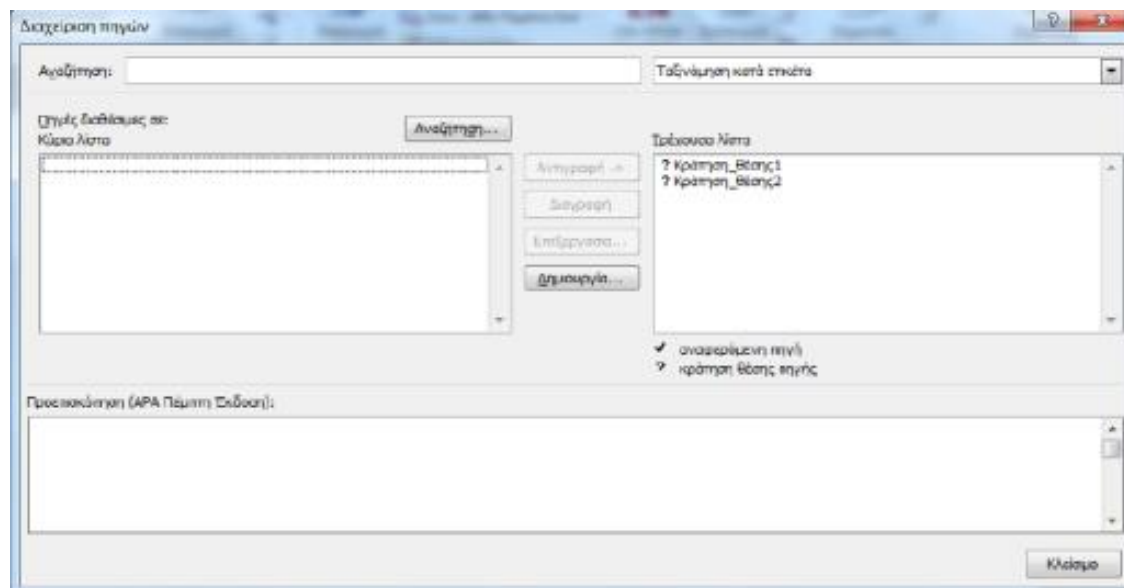 Διαχείριση πηγών
Αναζήτηση:
Ταξινόμηση κατά ετικέτα
Πηγές διαθέσιμες σε:
Κύρια λίστα
Αναζήτηση...
Τρέχουσα λίστα
Αντιγραφή ->
Διαγραφή
Επεξεργασία...
Δημιουργία...
? Κράτηση_θέσης1
? Κράτηση_θέσης2
✓ αναφερόμενη πηγή
? κράτηση θέσης πηγής
Προεπισκόπηση (APA Πέμπτη Έκδοση):
Κλείσιμο